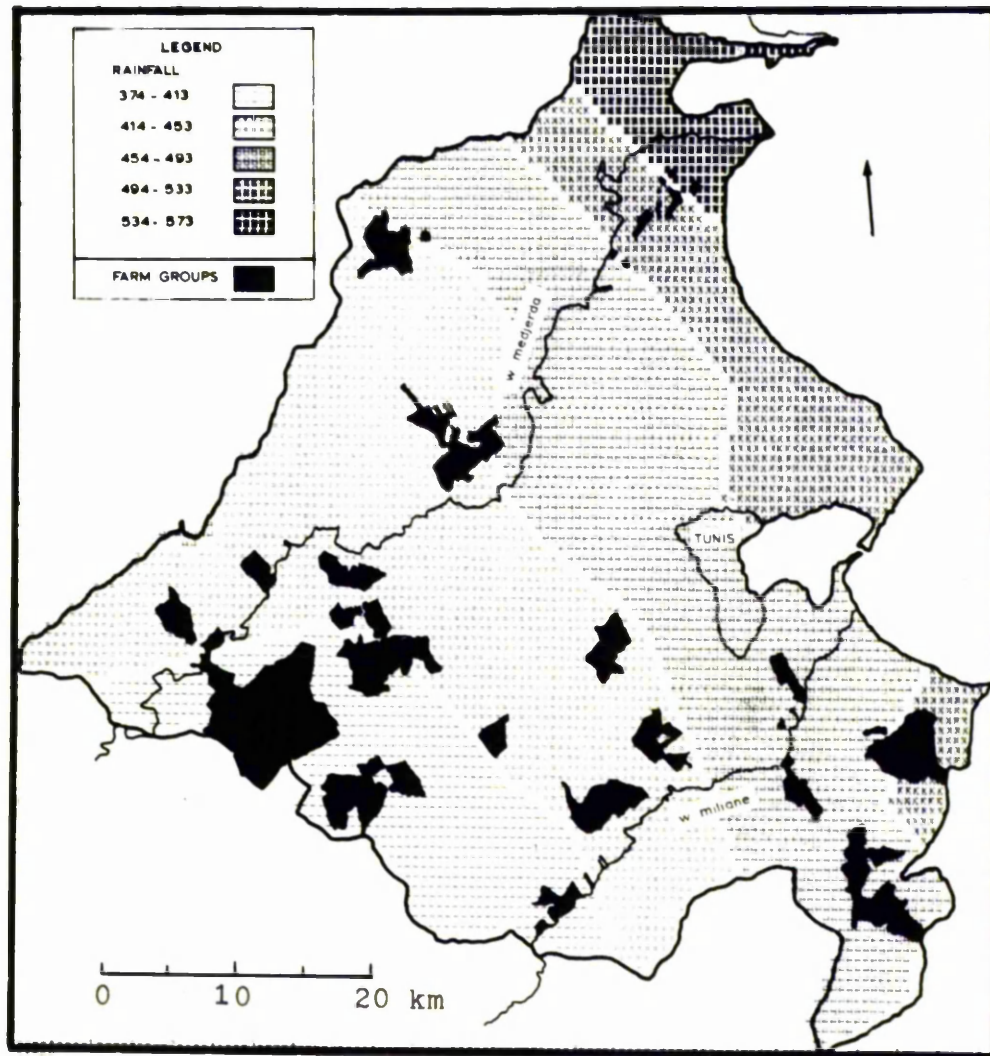 LEGEND
RAINFALL
374 - 413
414 - 453
454 - 493
494 - 533
534 - 573
FARM GROUPS
w medjerda
TUNIS
w miliane
0 10 20 km